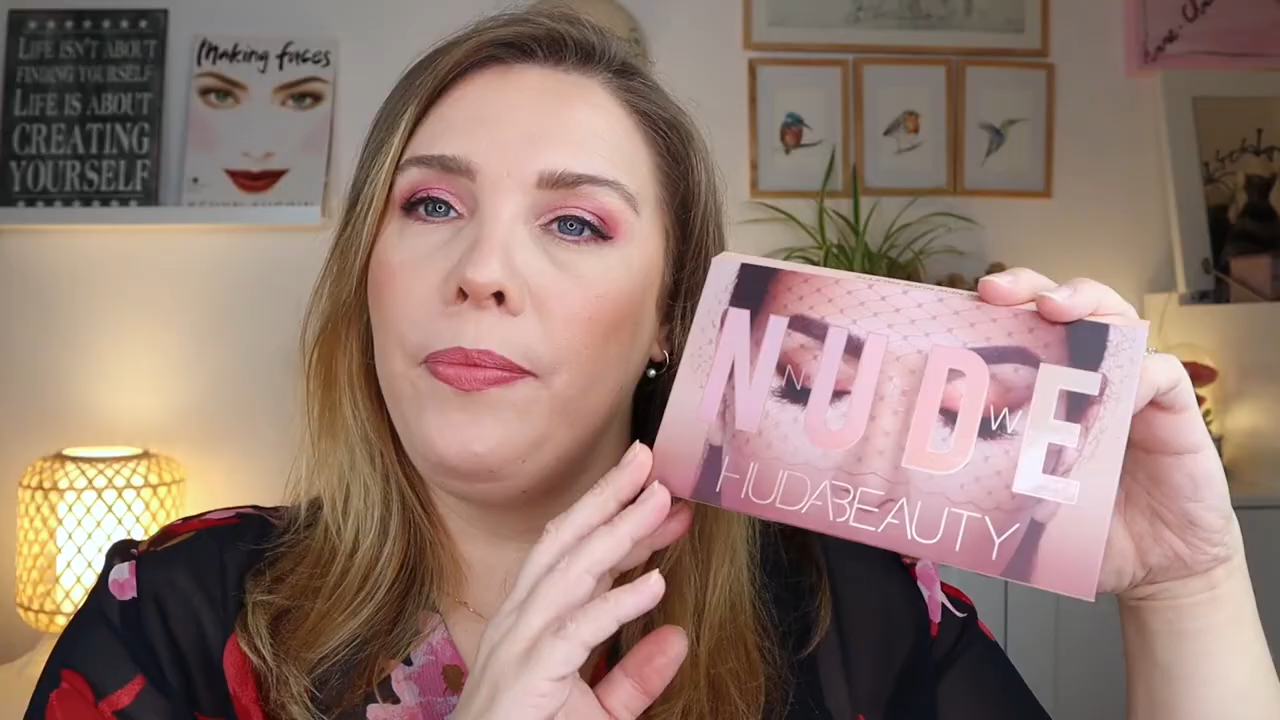 LIFE ISN'T ABOUT
FINDING YOURSELF
LIFE IS ABOUT
CREATING
YOURSELF
Making faces
NUDE
HUDABEAUTY